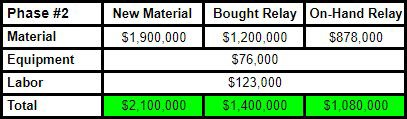 Phase #2 New Material Bought Relay On-Hand Relay
Material $1,900,000 $1,200,000 $878,000
Equipment $76,000
Labor $123,000
Total $2,100,000 $1,400,000 $1,080,000